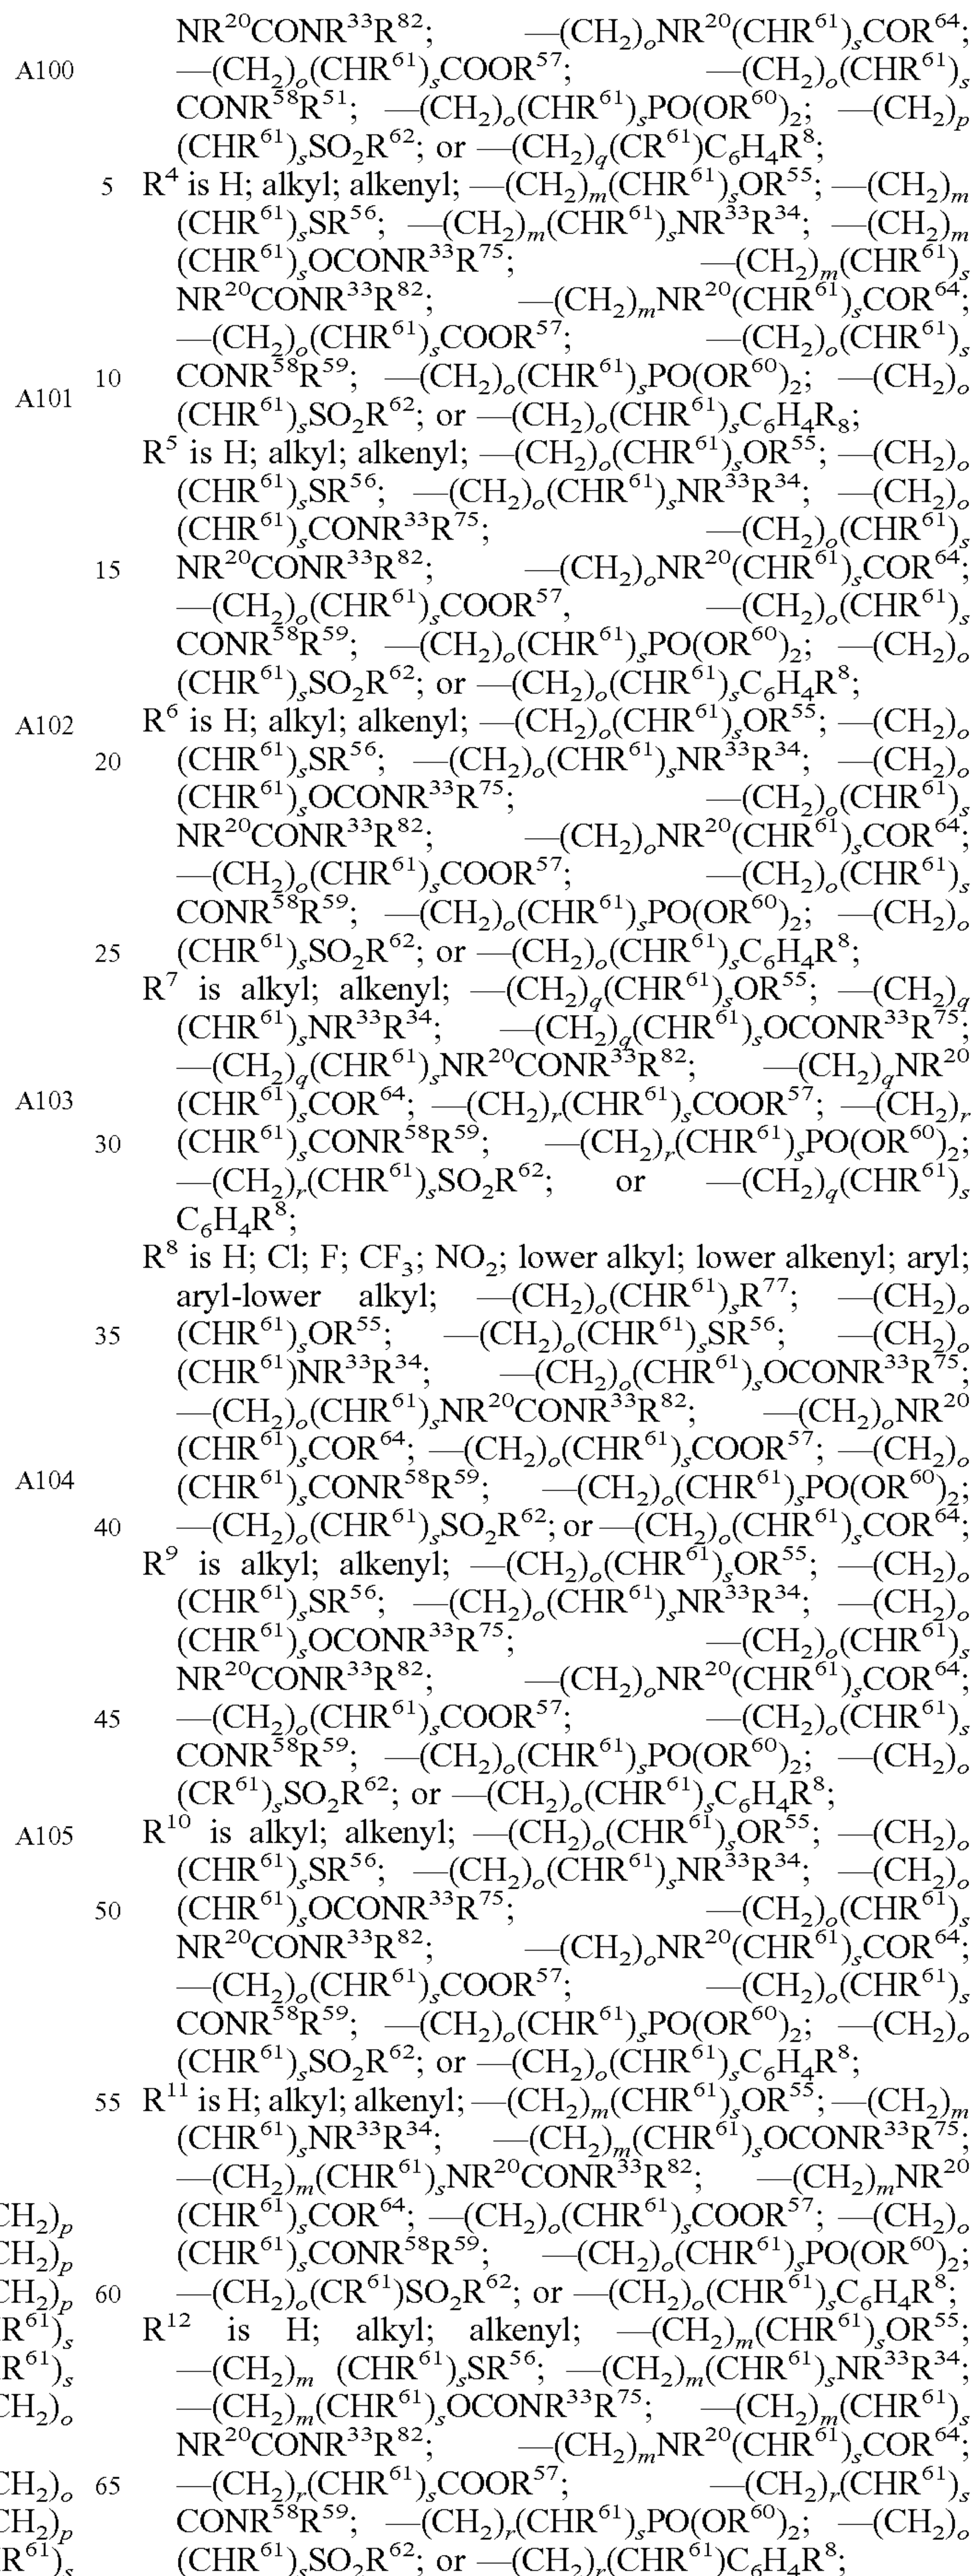 NR²⁰CONR³³R⁸²; —(CH₂)ₒNR²⁰(CHR⁶¹)ₛCOR⁶⁴;
A100 —(CH₂)ₒ(CHR⁶¹)ₛCOOR⁵⁷; —(CH₂)ₒ(CHR⁶¹)ₛ
CONR⁵⁸R⁵¹; —(CH₂)ₒ(CHR⁶¹)ₛPO(OR⁶⁰)₂; —(CH₂)ₚ
(CHR⁶¹)ₛSO₂R⁶²; or —(CH₂)q(CR⁶¹)C₆H₄R⁸;
5 R⁴ is H; alkyl; alkenyl; —(CH₂)ₘ(CHR⁶¹)ₛOR⁵⁵; —(CH₂)ₘ
(CHR⁶¹)ₛSR⁵⁶; —(CH₂)ₘ(CHR⁶¹)ₛNR³³R³⁴; —(CH₂)ₘ
(CHR⁶¹)ₛOCONR³³R⁷⁵; —(CH₂)ₘ(CHR⁶¹)ₛ
NR²⁰CONR³³R⁸²; —(CH₂)ₘNR²⁰(CHR⁶¹)ₛCOR⁶⁴;
—(CH₂)ₒ(CHR⁶¹)ₛCOOR⁵⁷; —(CH₂)ₒ(CHR⁶¹)ₛ
10 CONR⁵⁸R⁵⁹; —(CH₂)ₒ(CHR⁶¹)ₛPO(OR⁶⁰)₂; —(CH₂)ₒ
A101 (CHR⁶¹)ₛSO₂R⁶²; or —(CH₂)ₒ(CHR⁶¹)ₛC₆H₄R₈;
R⁵ is H; alkyl; alkenyl; —(CH₂)ₒ(CHR⁶¹)ₛOR⁵⁵; —(CH₂)ₒ
(CHR⁶¹)ₛSR⁵⁶; —(CH₂)ₒ(CHR⁶¹)ₛNR³³R³⁴; —(CH₂)ₒ
(CHR⁶¹)ₛCONR³³R⁷⁵; —(CH₂)ₒ(CHR⁶¹)ₛ
15 NR²⁰CONR³³R⁸²; —(CH₂)ₒNR²⁰(CHR⁶¹)ₛCOR⁶⁴;
—(CH₂)ₒ(CHR⁶¹)ₛCOOR⁵⁷, —(CH₂)ₒ(CHR⁶¹)ₛ
CONR⁵⁸R⁵⁹; —(CH₂)ₒ(CHR⁶¹)ₛPO(OR⁶⁰)₂; —(CH₂)ₒ
(CHR⁶¹)ₛSO₂R⁶²; or —(CH₂)ₒ(CHR⁶¹)ₛC₆H₄R⁸;
A102 R⁶ is H; alkyl; alkenyl; —(CH₂)ₒ(CHR⁶¹)ₛOR⁵⁵; —(CH₂)ₒ
20 (CHR⁶¹)ₛSR⁵⁶; —(CH₂)ₒ(CHR⁶¹)ₛNR³³R³⁴; —(CH₂)ₒ
(CHR⁶¹)ₛOCONR³³R⁷⁵; —(CH₂)ₒ(CHR⁶¹)ₛ
NR²⁰CONR³³R⁸²; —(CH₂)ₒNR²⁰(CHR⁶¹)ₛCOR⁶⁴;
—(CH₂)ₒ(CHR⁶¹)ₛCOOR⁵⁷; —(CH₂)ₒ(CHR⁶¹)ₛ
CONR⁵⁸R⁵⁹; —(CH₂)ₒ(CHR⁶¹)ₛPO(OR⁶⁰)₂; —(CH₂)ₒ
25 (CHR⁶¹)ₛSO₂R⁶²; or —(CH₂)ₒ(CHR⁶¹)ₛC₆H₄R⁸;
R⁷ is alkyl; alkenyl; —(CH₂)q(CHR⁶¹)ₛOR⁵⁵; —(CH₂)q
(CHR⁶¹)ₛNR³³R³⁴; —(CH₂)q(CHR⁶¹)ₛOCONR³³R⁷⁵;
—(CH₂)q(CHR⁶¹)ₛNR²⁰CONR³³R⁸²; —(CH₂)qNR²⁰
A103 (CHR⁶¹)ₛCOR⁶⁴; —(CH₂)ᵣ(CHR⁶¹)ₛCOOR⁵⁷; —(CH₂)ᵣ
30 (CHR⁶¹)ₛCONR⁵⁸R⁵⁹; —(CH₂)ᵣ(CHR⁶¹)ₛPO(OR⁶⁰)₂;
—(CH₂)ᵣ(CHR⁶¹)ₛSO₂R⁶²; or —(CH₂)q(CHR⁶¹)ₛ
C₆H₄R⁸;
R⁸ is H; Cl; F; CF₃; NO₂; lower alkyl; lower alkenyl; aryl;
aryl-lower alkyl; —(CH₂)ₒ(CHR⁶¹)ₛR⁷⁷; —(CH₂)ₒ
35 (CHR⁶¹)ₛOR⁵⁵; —(CH₂)ₒ(CHR⁶¹)ₛSR⁵⁶; —(CH₂)ₒ
(CHR⁶¹)NR³³R³⁴; —(CH₂)ₒ(CHR⁶¹)ₛOCONR³³R⁷⁵;
—(CH₂)ₒ(CHR⁶¹)ₛNR²⁰CONR³³R⁸²; —(CH₂)ₒNR²⁰
(CHR⁶¹)ₛCOR⁶⁴; —(CH₂)ₒ(CHR⁶¹)ₛCOOR⁵⁷; —(CH₂)ₒ
A104 (CHR⁶¹)ₛCONR⁵⁸R⁵⁹; —(CH₂)ₒ(CHR⁶¹)ₛPO(OR⁶⁰)₂;
40 —(CH₂)ₒ(CHR⁶¹)ₛSO₂R⁶²; or —(CH₂)ₒ(CHR⁶¹)ₛCOR⁶⁴;
R⁹ is alkyl; alkenyl; —(CH₂)ₒ(CHR⁶¹)ₛOR⁵⁵; —(CH₂)ₒ
(CHR⁶¹)ₛSR⁵⁶; —(CH₂)ₒ(CHR⁶¹)ₛNR³³R³⁴; —(CH₂)ₒ
(CHR⁶¹)ₛOCONR³³R⁷⁵; —(CH₂)ₒ(CHR⁶¹)ₛ
NR²⁰CONR³³R⁸²; —(CH₂)ₒNR²⁰(CHR⁶¹)ₛCOR⁶⁴;
45 —(CH₂)ₒ(CHR⁶¹)ₛCOOR⁵⁷; —(CH₂)ₒ(CHR⁶¹)ₛ
CONR⁵⁸R⁵⁹; —(CH₂)ₒ(CHR⁶¹)ₛPO(OR⁶⁰)₂; —(CH₂)ₒ
(CR⁶¹)ₛSO₂R⁶²; or —(CH₂)ₒ(CHR⁶¹)ₛC₆H₄R⁸;
A105 R¹⁰ is alkyl; alkenyl; —(CH₂)ₒ(CHR⁶¹)ₛOR⁵⁵; —(CH₂)ₒ
(CHR⁶¹)ₛSR⁵⁶; —(CH₂)ₒ(CHR⁶¹)ₛNR³³R³⁴; —(CH₂)ₒ
50 (CHR⁶¹)ₛOCONR³³R⁷⁵; —(CH₂)ₒ(CHR⁶¹)ₛ
NR²⁰CONR³³R⁸²; —(CH₂)ₒNR²⁰(CHR⁶¹)ₛCOR⁶⁴;
—(CH₂)ₒ(CHR⁶¹)ₛCOOR⁵⁷; —(CH₂)ₒ(CHR⁶¹)ₛ
CONR⁵⁸R⁵⁹; —(CH₂)ₒ(CHR⁶¹)ₛPO(OR⁶⁰)₂; —(CH₂)ₒ
(CHR⁶¹)ₛSO₂R⁶²; or —(CH₂)ₒ(CHR⁶¹)ₛC₆H₄R⁸;
55 R¹¹ is H; alkyl; alkenyl; —(CH₂)ₘ(CHR⁶¹)ₛOR⁵⁵; —(CH₂)ₘ
(CHR⁶¹)ₛNR³³R³⁴; —(CH₂)ₘ(CHR⁶¹)ₛOCONR³³R⁷⁵;
—(CH₂)ₘ(CHR⁶¹)ₛNR²⁰CONR³³R⁸²; —(CH₂)ₘNR²⁰
CH₂)ₚ (CHR⁶¹)ₛCOR⁶⁴; —(CH₂)ₒ(CHR⁶¹)ₛCOOR⁵⁷; —(CH₂)ₒ
CH₂)ₚ (CHR⁶¹)ₛCONR⁵⁸R⁵⁹; —(CH₂)ₒ(CHR⁶¹)ₛPO(OR⁶⁰)₂;
CH₂)ₚ 60 —(CH₂)ₒ(CR⁶¹)SO₂R⁶²; or —(CH₂)ₒ(CHR⁶¹)ₛC₆H₄R⁸;
R⁶¹)ₛ R¹² is H; alkyl; alkenyl; —(CH₂)ₘ(CHR⁶¹)ₛOR⁵⁵;
R⁶¹)ₛ —(CH₂)ₘ (CHR⁶¹)ₛSR⁵⁶; —(CH₂)ₘ(CHR⁶¹)ₛNR³³R³⁴;
CH₂)ₒ —(CH₂)ₘ(CHR⁶¹)ₛOCONR³³R⁷⁵; —(CH₂)ₘ(CHR⁶¹)ₛ
NR²⁰CONR³³R⁸²; —(CH₂)ₘNR²⁰(CHR⁶¹)ₛCOR⁶⁴;
CH₂)ₒ 65 —(CH₂)ᵣ(CHR⁶¹)ₛCOOR⁵⁷; —(CH₂)ᵣ(CHR⁶¹)ₛ
CH₂)ₚ CONR⁵⁸R⁵⁹; —(CH₂)ᵣ(CHR⁶¹)ₛPO(OR⁶⁰)₂; —(CH₂)ₒ
R⁶¹)ₛ (CHR⁶¹)ₛSO₂R⁶²; or —(CH₂)ᵣ(CHR⁶¹)C₆H₄R⁸;